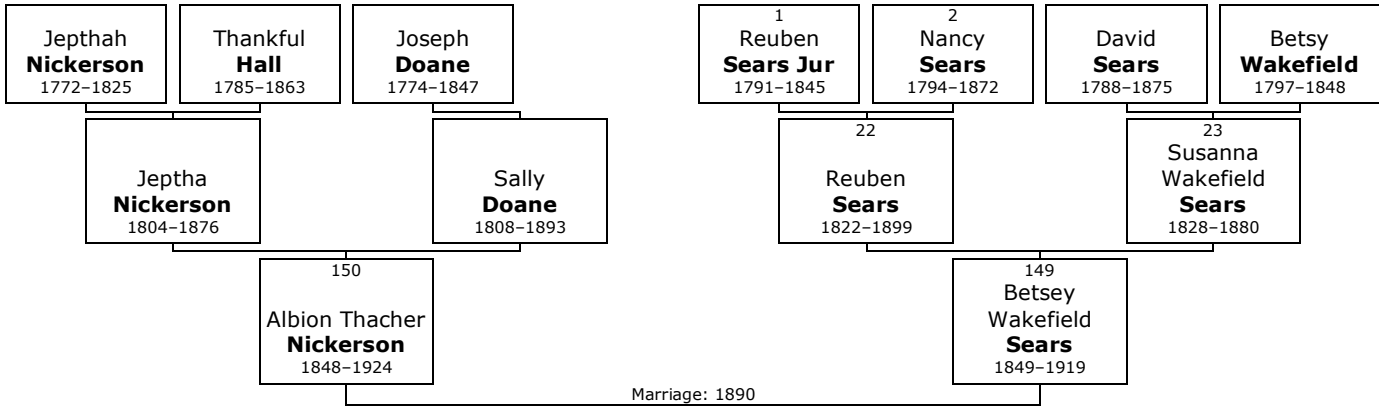 Jepthah
Nickerson
1772–1825
Thankful
Hall
1785–1863
Joseph
Doane
1774–1847
1
Reuben
Sears Jur
1791–1845
2
Nancy
Sears
1794–1872
David
Sears
1788–1875
Betsy
Wakefield
1797–1848
Jeptha
Nickerson
1804–1876
Sally
Doane
1808–1893
22
Reuben
Sears
1822–1899
23
Susanna
Wakefield
Sears
1828–1880
150
Albion Thacher
Nickerson
1848–1924
149
Betsey
Wakefield
Sears
1849–1919
Marriage: 1890